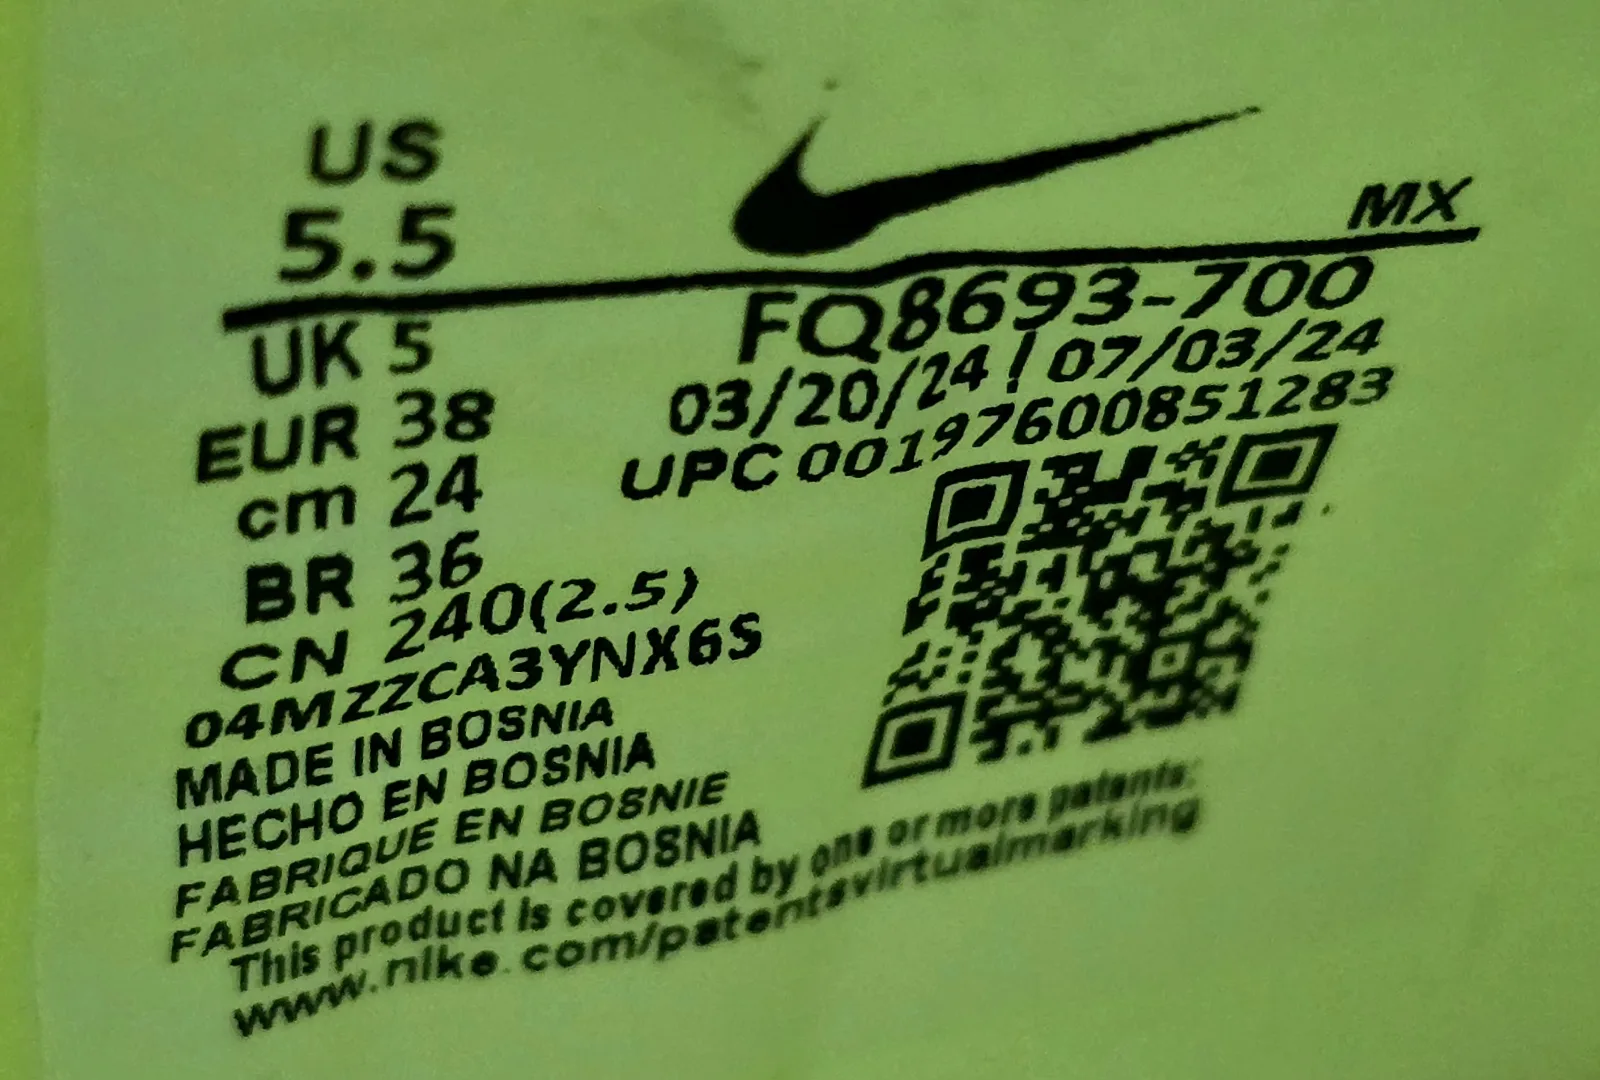 US
5.5
MX
UK 5
EUR 38
cm 24
BR 36
CN 240(2.5)
FQ8693-700
03/20/24 | 07/03/24
UPC 00197600851283
04MZZCA3YNX6S
MADE IN BOSNIA
HECHO EN BOSNIA
FABRIQUE EN BOSNIE
FABRICADO NA BOSNIA
This product is covered by one or more patents:
www.nike.com/patentsvirtualmarking